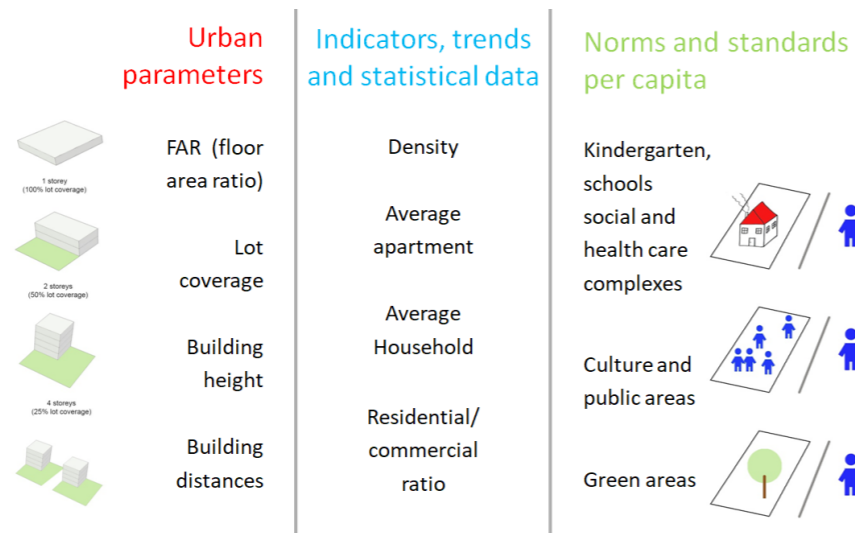 Urban
parameters
1 storey
(100% lot coverage)
FAR (floor
area ratio)
2 storeys
(50% lot coverage)
Lot
coverage
4 storeys
(25% lot coverage)
Building
height
Building
distances
Indicators, trends
and statistical data
Density
Average
apartment
Average
Household
Residential/
commercial
ratio
Norms and standards
per capita
Kindergarten,
schools
social and
health care
complexes
Culture and
public areas
Green areas